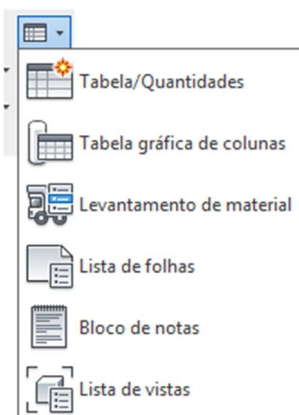 Tabela/Quantidades
Tabela gráfica de colunas
Levantamento de material
Lista de folhas
Bloco de notas
Lista de vistas